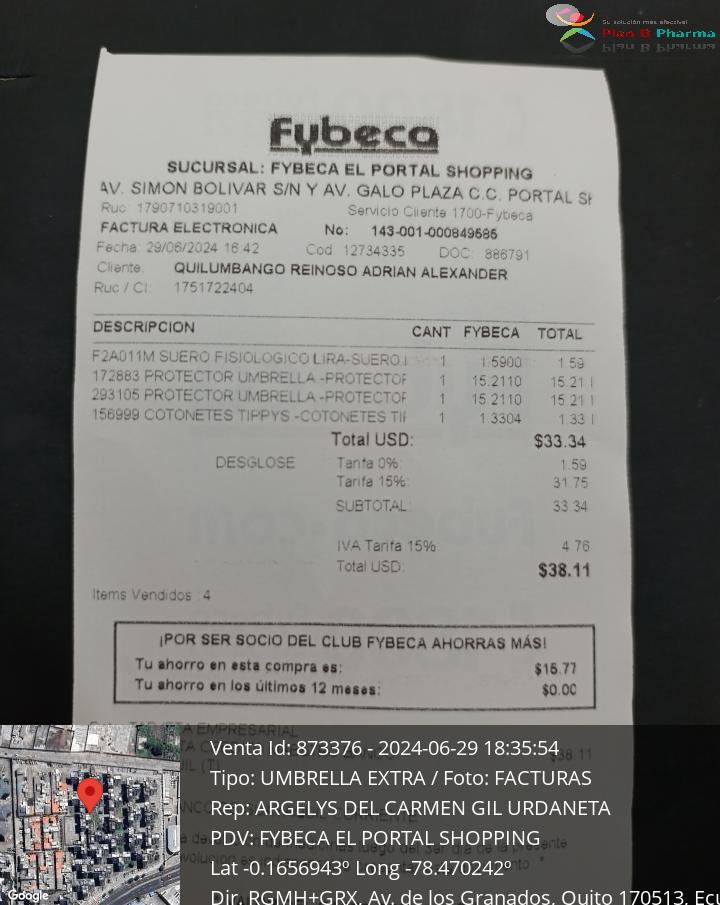 Su solución más efectiva!
Plan B Pharma
Fybeca
SUCURSAL: FYBECA EL PORTAL SHOPPING
AV. SIMON BOLIVAR S/N Y AV. GALO PLAZA C.C. PORTAL SH
Ruc: 1790710319001 Servicio Cliente 1700-Fybeca
FACTURA ELECTRONICA No: 143-001-000849585
Fecha: 29/06/2024 16:42 Cod 12734335 DOC: 886791
Cliente: QUILUMBANGO REINOSO ADRIAN ALEXANDER
Ruc / CI: 1751722404
DESCRIPCION CANT FYBECA TOTAL
F2A011M SUERO FISIOLOGICO LIRA-SUERO 1 1.5900 1.59
172883 PROTECTOR UMBRELLA -PROTECTOR 1 15.2110 15.21 I
293105 PROTECTOR UMBRELLA -PROTECTOR 1 15.2110 15.21 I
156999 COTONETES TIPPYS -COTONETES TIF 1 1.3304 1.33 I
Total USD: $33.34
DESGLOSE Tarifa 0%: 1.59
Tarifa 15%: 31.75
SUBTOTAL: 33.34
IVA Tarifa 15% 4.76
Total USD: $38.11
Items Vendidos : 4
¡POR SER SOCIO DEL CLUB FYBECA AHORRAS MÁS!
Tu ahorro en esta compra es: $15.77
Tu ahorro en los últimos 12 meses: $0.00
TARJETA EMPRESARIAL
38.11
Venta Id: 873376 - 2024-06-29 18:35:54
Tipo: UMBRELLA EXTRA / Foto: FACTURAS
Rep: ARGELYS DEL CARMEN GIL URDANETA
PDV: FYBECA EL PORTAL SHOPPING
Lat -0.1656943º Long -78.470242º
Dir. RGMH+GRX, Av. de los Granados, Quito 170513, Ecu
Google